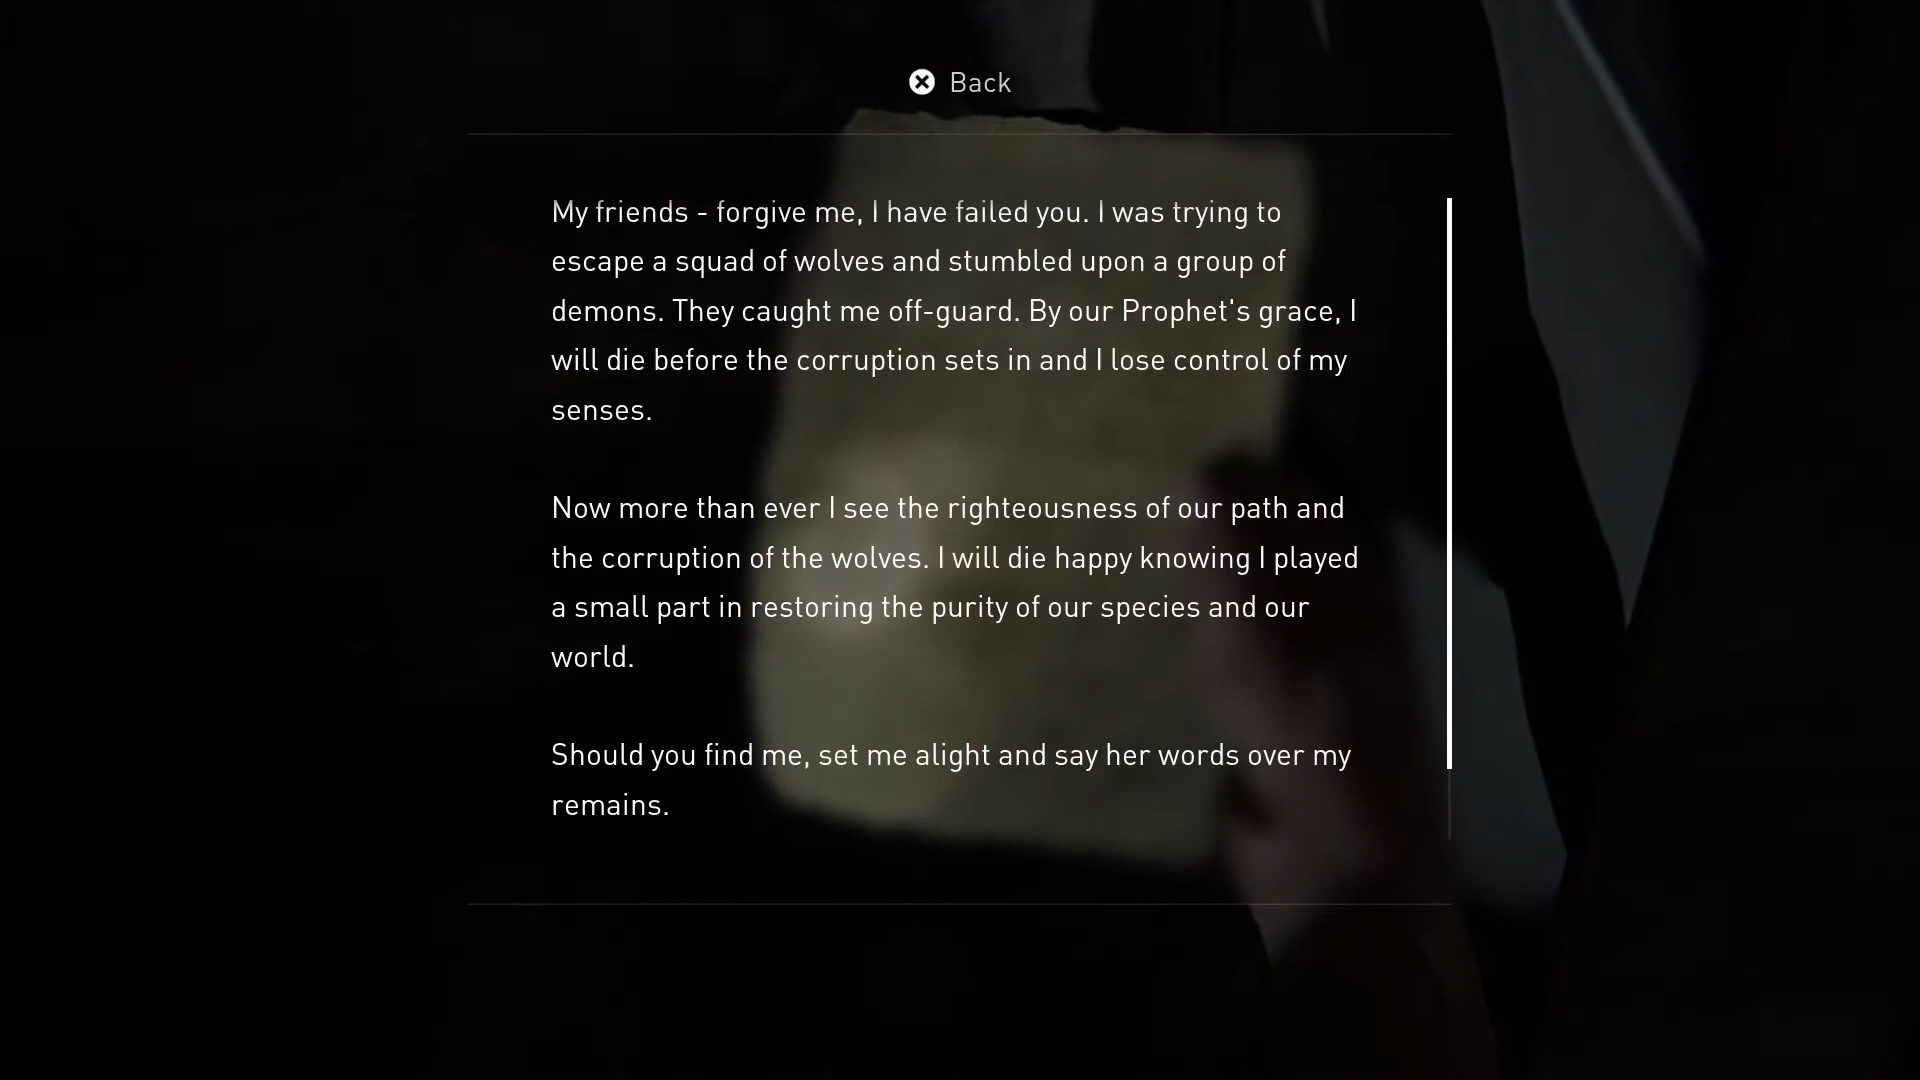 Back
My friends - forgive me, I have failed you. I was trying to
escape a squad of wolves and stumbled upon a group of
demons. They caught me off-guard. By our Prophet's grace, I
will die before the corruption sets in and I lose control of my
senses.
Now more than ever I see the righteousness of our path and
the corruption of the wolves. I will die happy knowing I played
a small part in restoring the purity of our species and our
world.
Should you find me, set me alight and say her words over my
remains.